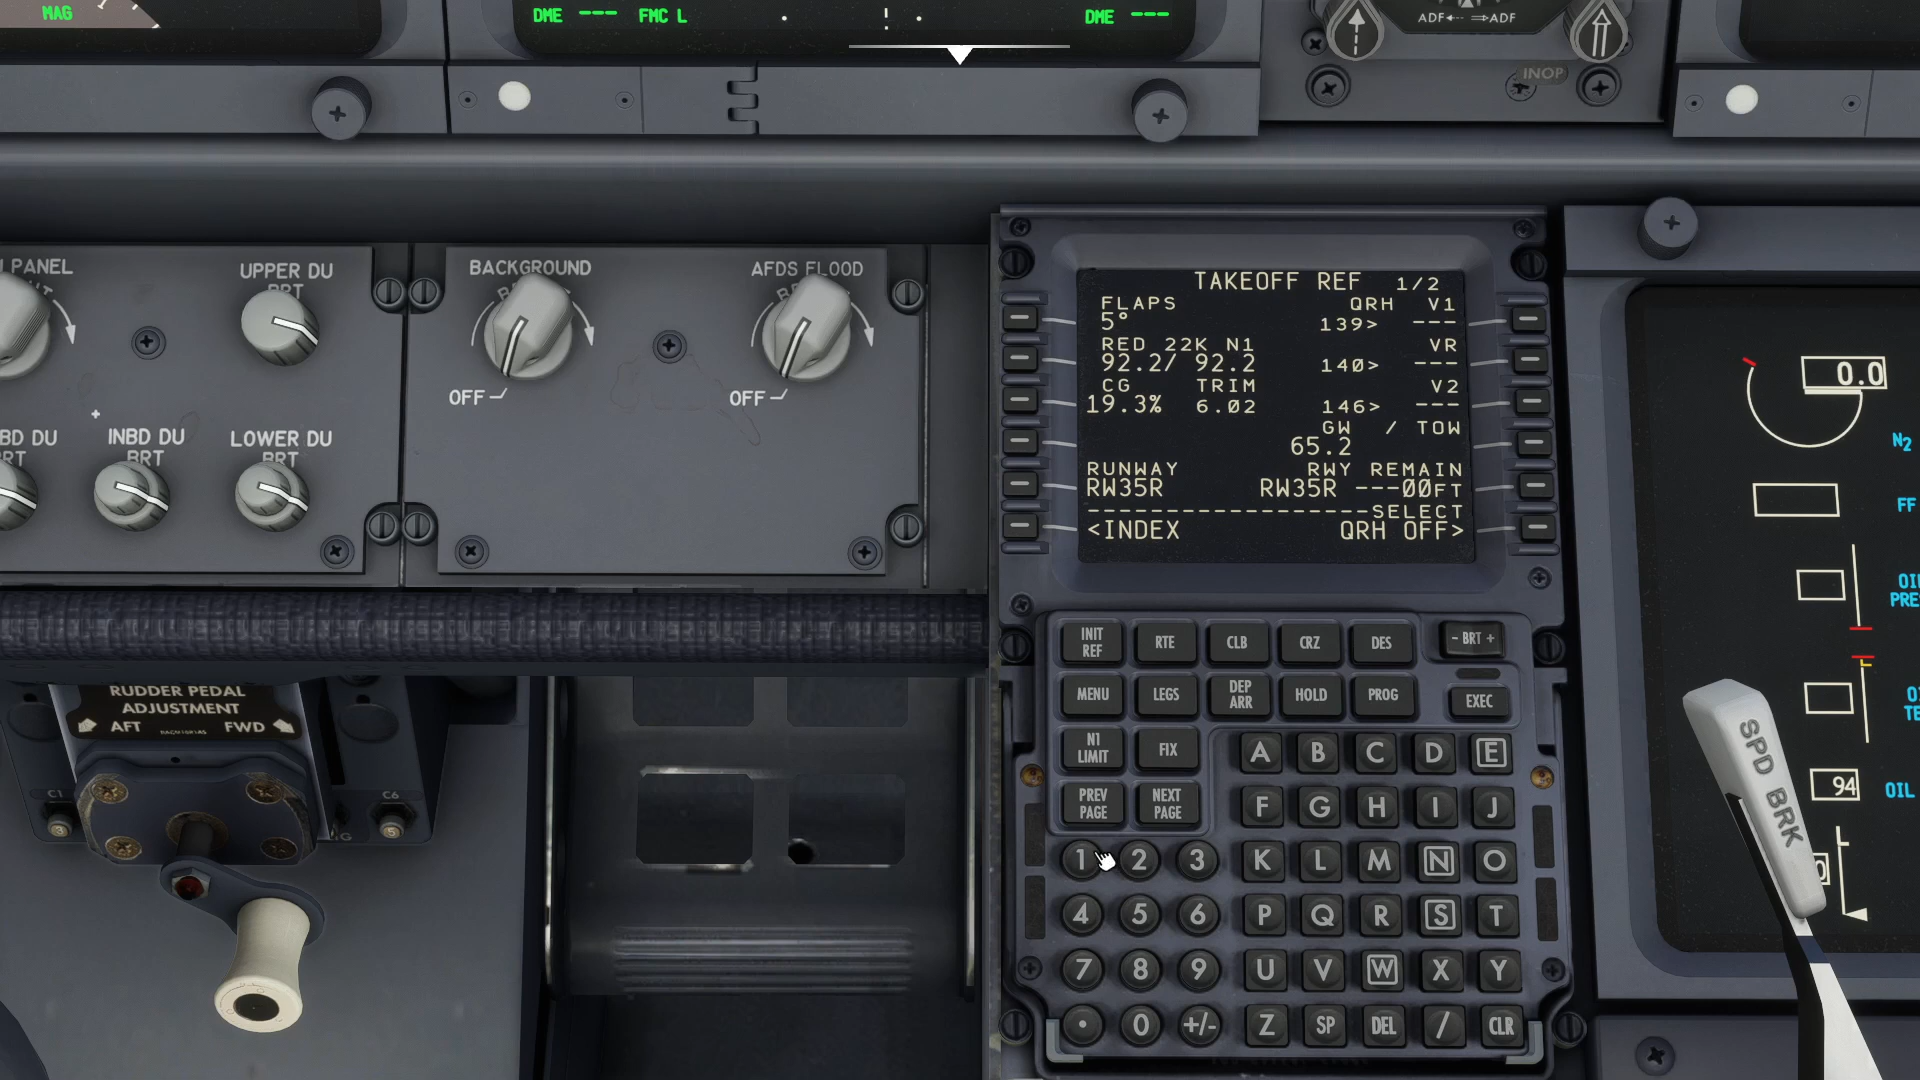 MAG
DME --- FMC L
DME ---
ADF ADF
INOP
PANEL
UPPER DU
BRT
BACKGROUND
AFDS FLOOD
OFF
OFF
BD DU
BRT
INBD DU
BRT
LOWER DU
BRT
TAKEOFF REF 1/2
FLAPS QRH V1
5° 139> ---
RED 22K N1 VR
92.2/ 92.2 140> ---
CG TRIM V2
19.3% 6.02 146> ---
GW / TOW
65.2
RUNWAY RWY REMAIN
RW35R RW35R ---00FT
------------------SELECT
<INDEX QRH OFF>
0.0
N2
FF
94
OIL
SPD BRK
RUDDER PEDAL
ADJUSTMENT
AFT FWD
C1
C6
3
5
INIT REF
RTE
CLB
CRZ
DES
- BRT +
MENU
LEGS
DEP ARR
HOLD
PROG
EXEC
N1 LIMIT
FIX
A B C D E
PREV PAGE
NEXT PAGE
F G H I J
1 2 3 K L M N O
4 5 6 P Q R S T
7 8 9 U V W X Y
. 0 +/- Z SP DEL / CLR